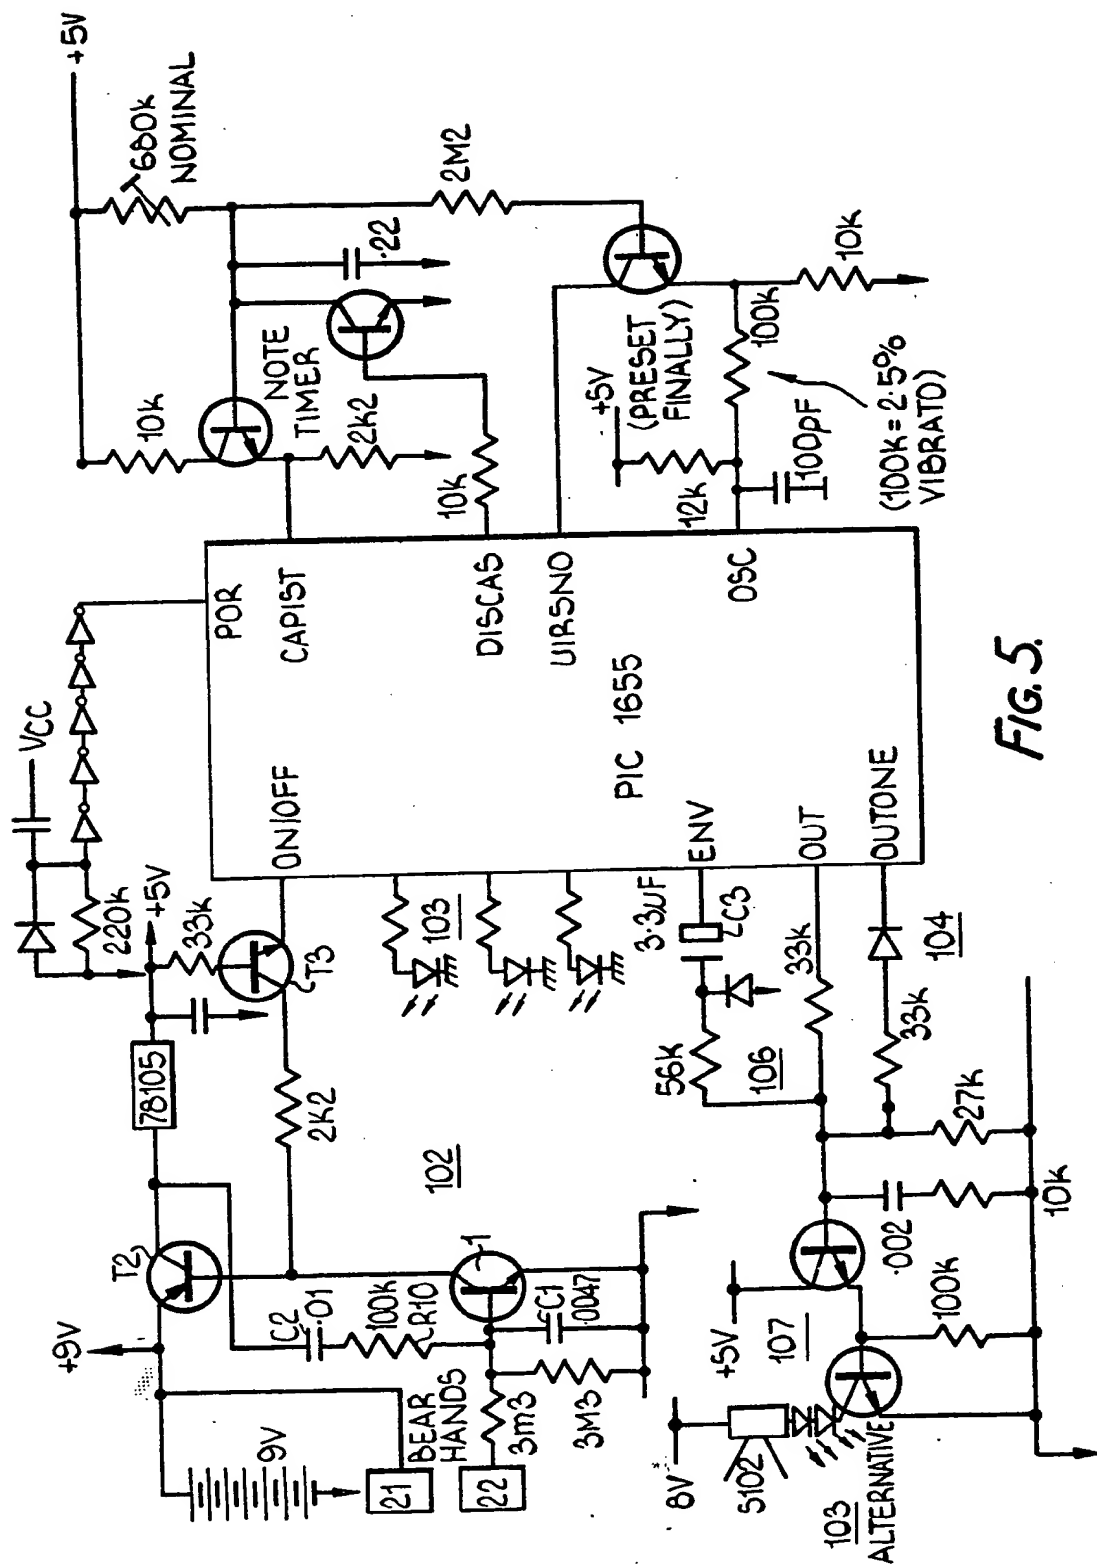 +9V
9V
21
BEAR
HANDS
22
3m3
3M3
C2
.01
100k
R10
C1
.0047
1
T2
78105
+5V
33k
T3
2K2
102
220k
VCC
POR
ON/OFF
CAPIST
DISCAS
UIRSNO
OSC
PIC 1655
ENV
OUT
OUTONE
103
3.3UF
C3
56k
106
33k
33k
104
27k
10k
.002
100k
107
+5V
8V
5102
103
ALTERNATIVE
+5V
680k
NOMINAL
10k
NOTE
TIMER
2k2
.22
10k
2M2
+5V
(PRESET
FINALLY)
12k
100pF
100k
10k
(100k=2.5%
VIBRATO)
FIG. 5.